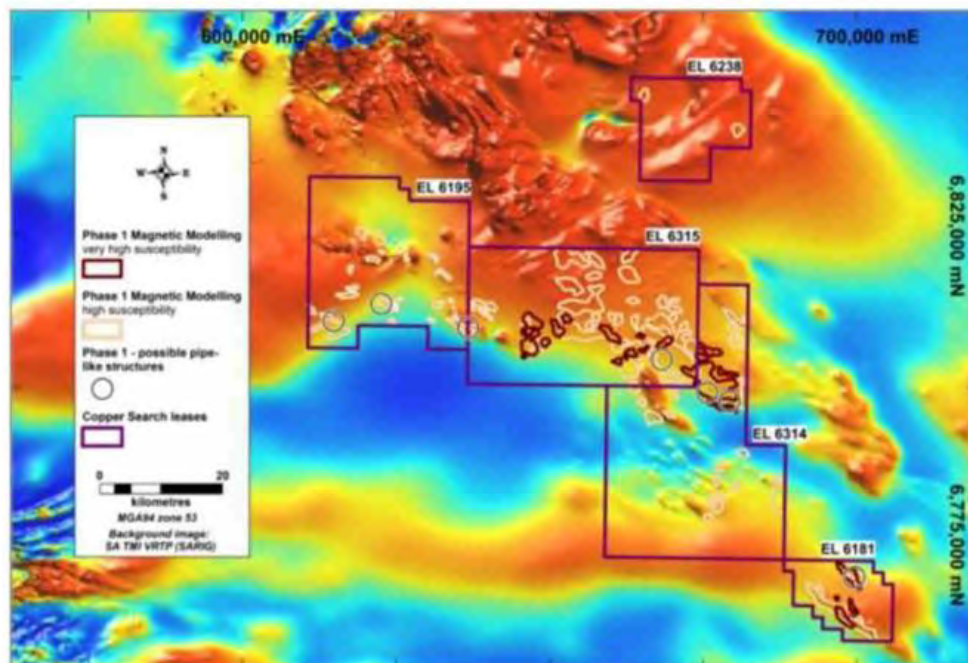 600,000 mE
700,000 mE
EL 6238
6,825,000 mN
EL 6195
EL 6315
N
W E
S
Phase 1 Magnetic Modelling
very high susceptibility
Phase 1 Magnetic Modelling
high susceptibility
Phase 1 - possible pipe-
like structures
Copper Search leases
0 20
kilometres
MGA94 zone 53
Background image:
SA TMI VRTP (SARIG)
EL 6314
6,775,000 mN
EL 6181